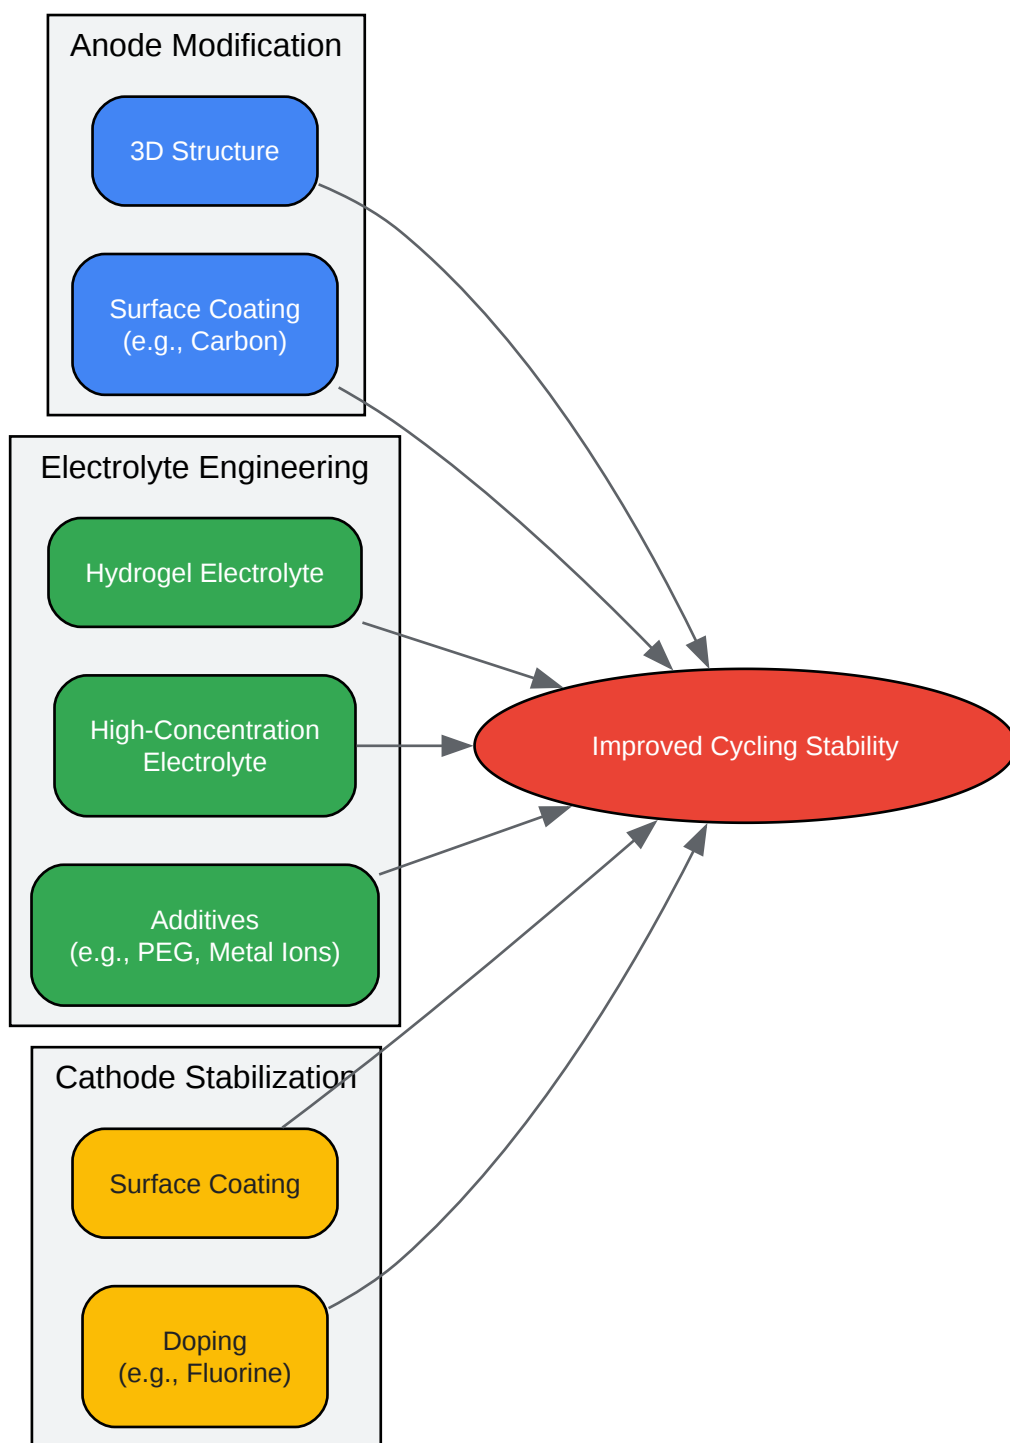 Anode Modification
3D Structure
Surface Coating
(e.g., Carbon)
Electrolyte Engineering
Hydrogel Electrolyte
High-Concentration
Electrolyte
Additives
(e.g., PEG, Metal Ions)
Improved Cycling Stability
Cathode Stabilization
Surface Coating
Doping
(e.g., Fluorine)